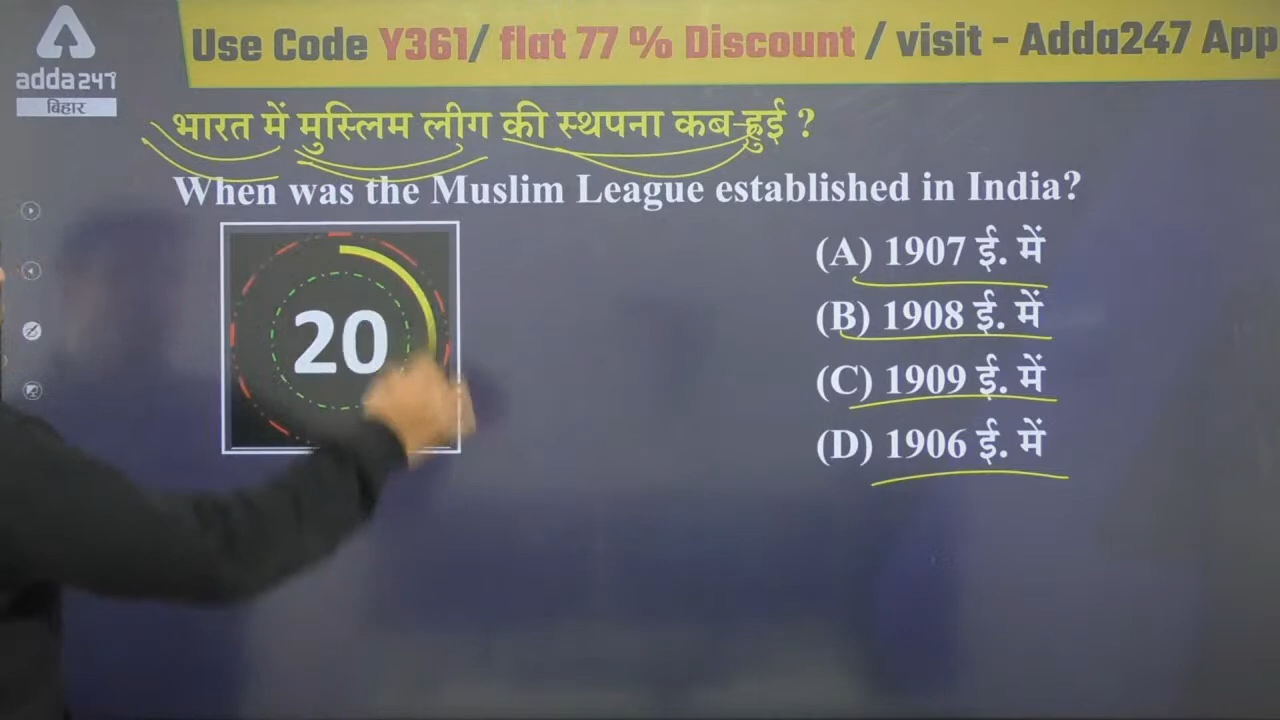 Use Code Y361/ flat 77 % Discount / visit - Adda247 App
adda247
बिहार
भारत में मुस्लिम लीग की स्थपना कब हुई ?
When was the Muslim League established in India?
(A) 1907 ई. में
(B) 1908 ई. में
20
(C) 1909 ई. में
(D) 1906 ई. में